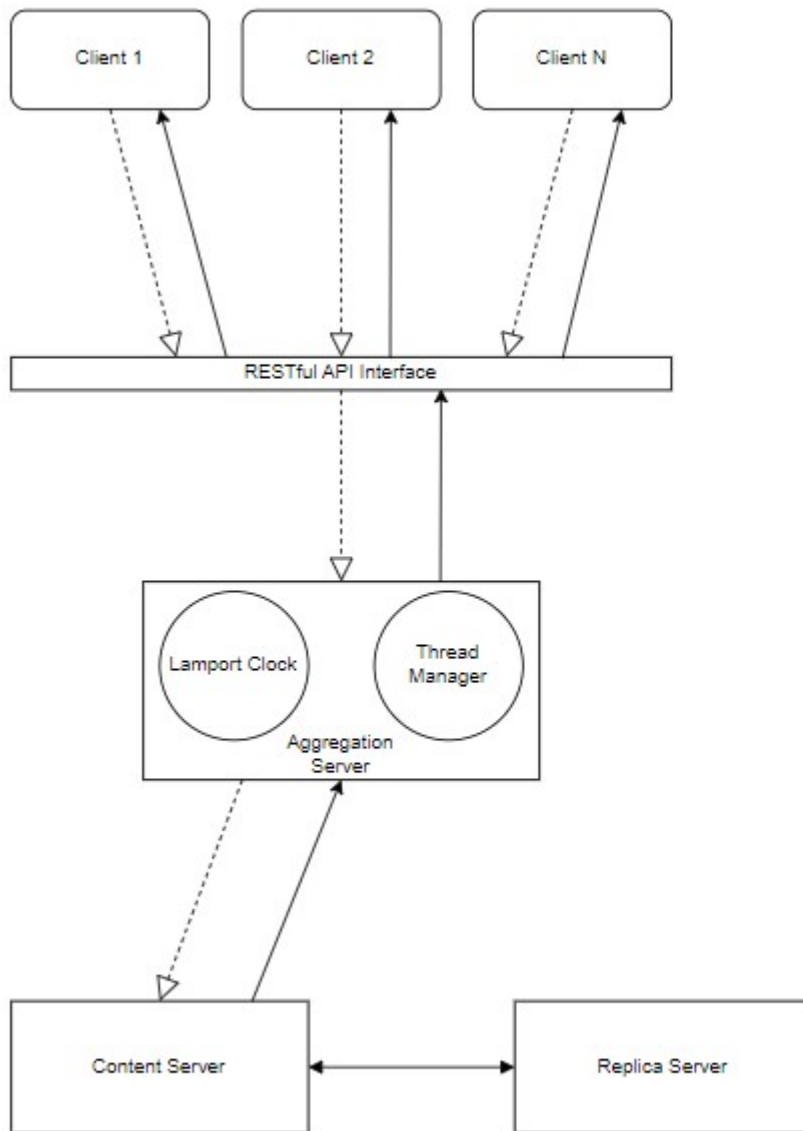 Client 1
Client 2
Client N
RESTful API Interface
Lamport Clock
Thread
Manager
Aggregation
Server
Content Server
Replica Server